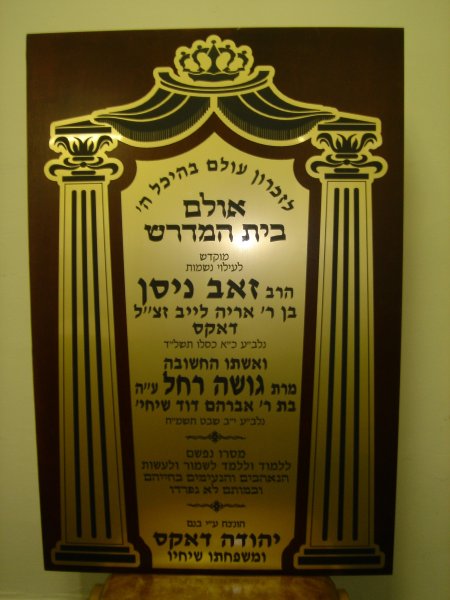 לזכרון עולם בהיכל ה'
אולם
בית המדרש
מוקדש
לעילוי נשמות
הרב זאב ניסן
בן ר' אריה לייב זצ"ל
דאקס
נלב"ע כ"א כסלו תשל"ד
ואשתו החשובה
מרת גושה רחל ע"ה
בת ר' אברהם דוד שיחי'
נלב"ע י"ב שבט תשמ"ח
מסרו נפשם
ללמוד וללמד לשמור ולעשות
הנאהבים והנעימים בחייהם
ובמותם לא נפרדו
הונצח ע"י בנם
יהודה דאקס
ומשפחתו שיחיו